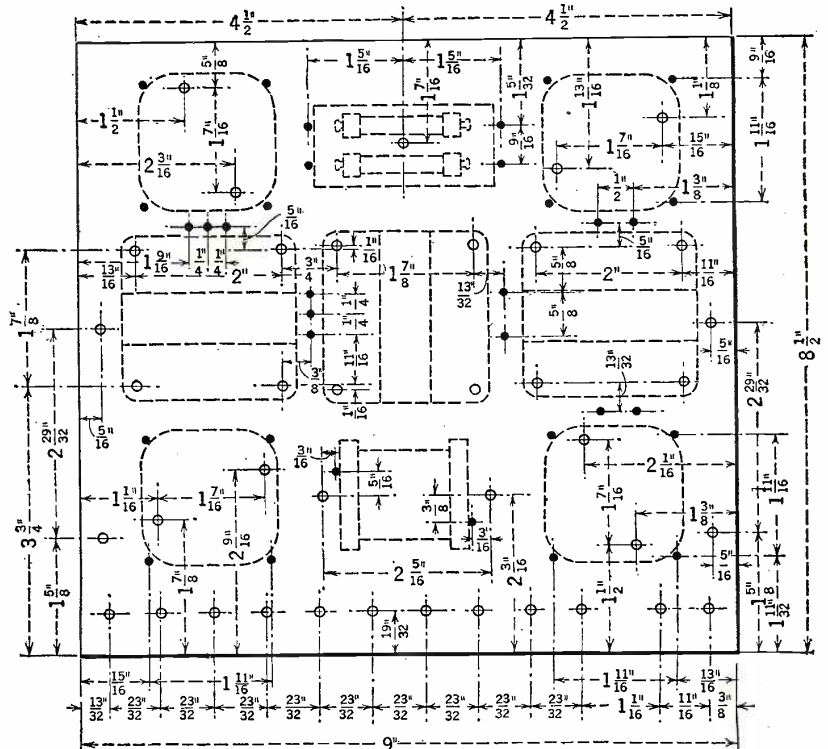 4 1/2" 4 1/2"
5/8" 1 5/16" 1 5/16" 1 7/16" 5/32" 1 13/16" 1 1/8" 9/16"
1 1/2" 1 7/16" 9/16" 1 7/16" 15/16" 1 11/16"
2 3/16" 1/2" 1 3/8"
5/16" 5/16"
13/16" 1 9/16" 1/4" 1/4" 2" 3/4" 1/16" 1 7/8" 13/32" 5/8" 2" 11/16"
1 7/8" 1/4" 1/4" 5/8" 8 1/2"
11/16" 5/16"
3/8" 1/16" 13/32" 2 29/32"
5/16"
2 29/32" 3/16" 5/16" 2 1/16"
1 1/16" 1 7/16" 3/8" 1 7/16" 1 3/8" 1 11/16"
3 3/4" 2 9/16" 3/16" 2 3/16" 5/16"
1 5/8" 1 7/8" 2 5/16" 1 1/2" 1 5/8" 1 11/32"
19/32"
15/16" 1 11/16" 1 11/16" 13/16"
13/32" 23/32" 23/32" 23/32" 23/32" 23/32" 23/32" 23/32" 23/32" 23/32" 1 1/16" 11/16" 3/8"
9"